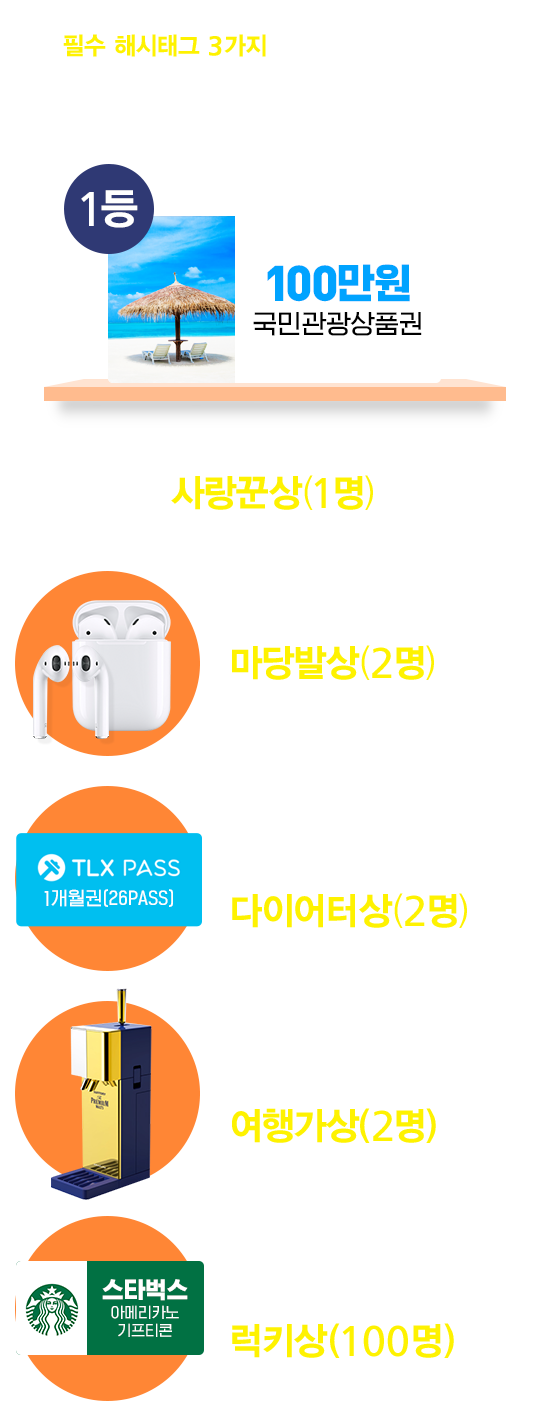 필수 해시태그 3가지
1등
100만원
국민관광상품권
사랑꾼상(1명)
마당발상(2명)
TLX PASS
1개월권(26PASS)
다이어터상(2명)
THE
PREMIUM
MALT'S
여행가상(2명)
스타벅스
아메리카노
기프티콘
럭키상(100명)